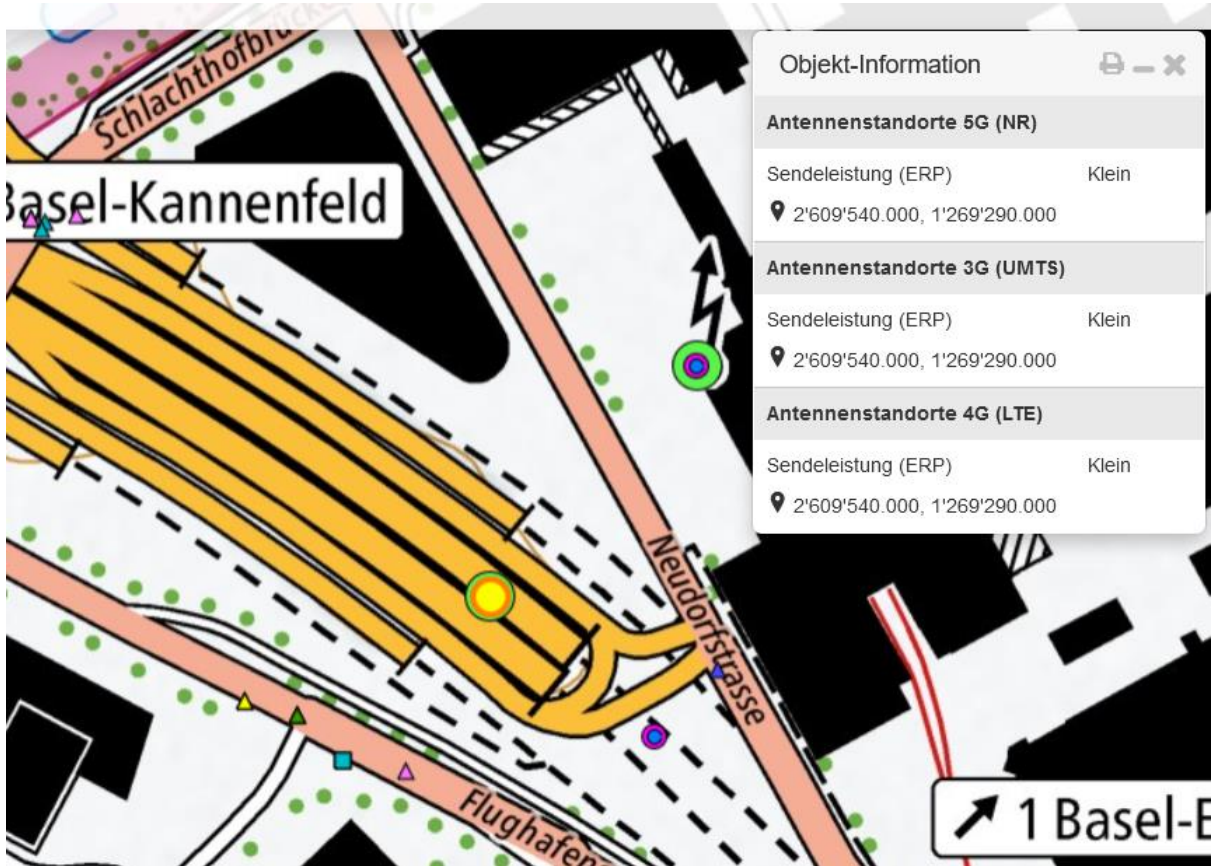 Schlachthofbrücke
Basel-Kannenfeld
Neudorfstrasse
Flughafen
1 Basel-E
Objekt-Information
Antennenstandorte 5G (NR)
Sendeleistung (ERP) Klein
2'609'540.000, 1'269'290.000
Antennenstandorte 3G (UMTS)
Sendeleistung (ERP) Klein
2'609'540.000, 1'269'290.000
Antennenstandorte 4G (LTE)
Sendeleistung (ERP) Klein
2'609'540.000, 1'269'290.000